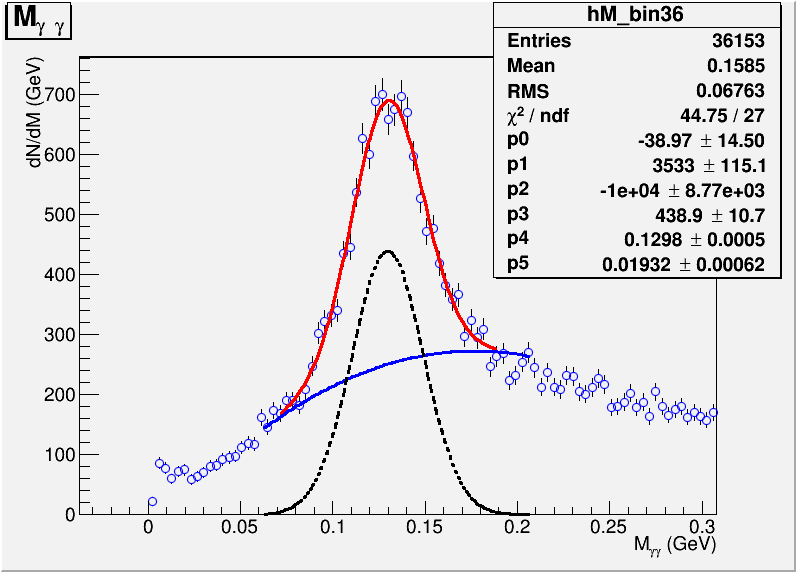 M γ γ
hM_bin36
Entries 36153
Mean 0.1585
RMS 0.06763
χ² / ndf 44.75 / 27
p0 -38.97 ± 14.50
p1 3533 ± 115.1
p2 -1e+04 ± 8.77e+03
p3 438.9 ± 10.7
p4 0.1298 ± 0.0005
p5 0.01932 ± 0.00062
dN/dM (GeV)
700
600
500
400
300
200
100
0
0 0.05 0.1 0.15 0.2 0.25 0.3
Mγγ (GeV)